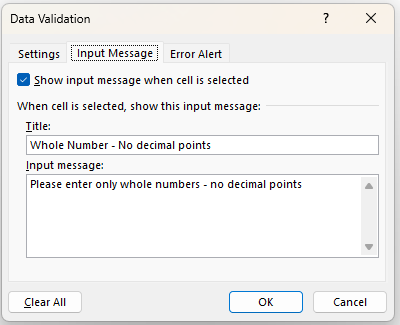 Data Validation ?
Settings Input Message Error Alert
Show input message when cell is selected
When cell is selected, show this input message:
Title:
Whole Number - No decimal points
Input message:
Please enter only whole numbers - no decimal points
Clear All OK Cancel